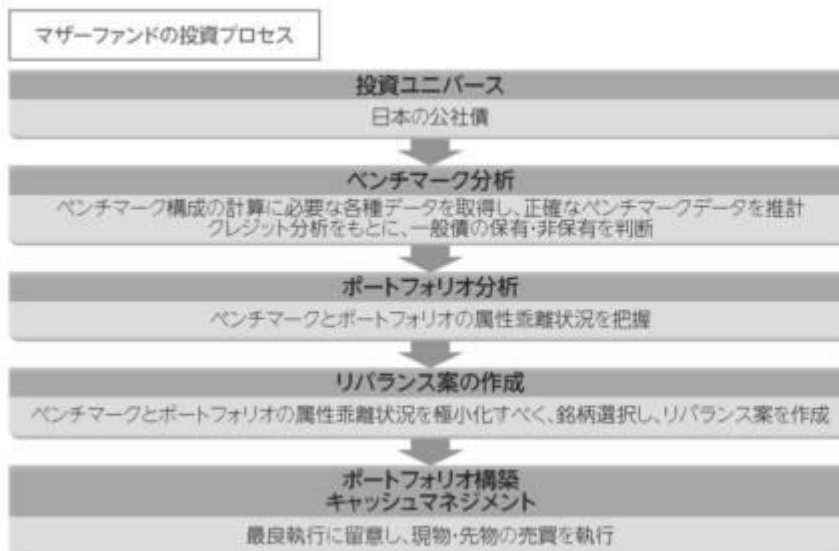 マザーファンドの投資プロセス
投資ユニバース
日本の公社債
ベンチマーク分析
ベンチマーク構成の計算に必要な各種データを取得し、正確なベンチマークデータを推計
クレジット分析をもとに、一般債の保有・非保有を判断
ポートフォリオ分析
ベンチマークとポートフォリオの属性乖離状況を把握
リバランス案の作成
ベンチマークとポートフォリオの属性乖離状況を極小化すべく、銘柄選択し、リバランス案を作成
ポートフォリオ構築
キャッシュマネジメント
最良執行に留意し、現物・先物の売買を執行